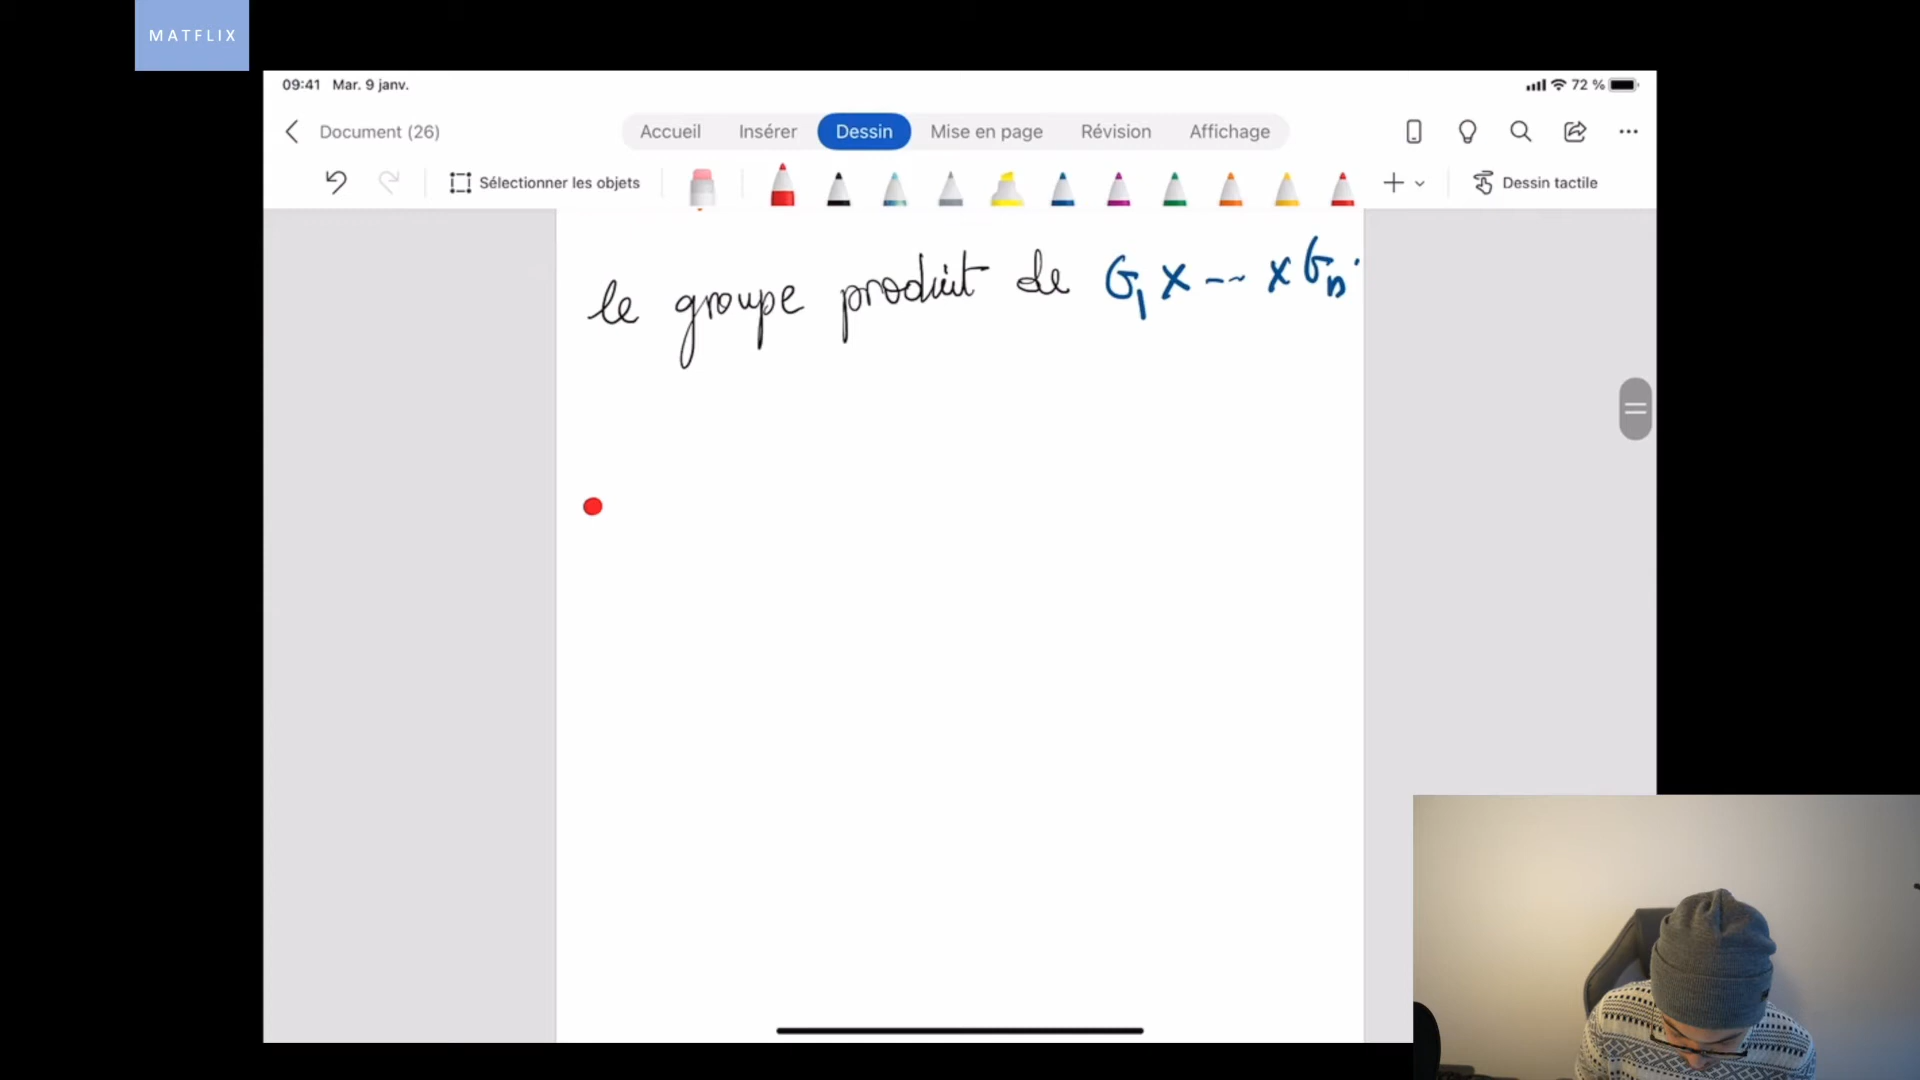 MATFLIX
09:41 Mar. 9 janv. 72 %
Document (26) Accueil Insérer Dessin Mise en page Révision Affichage
Sélectionner les objets Dessin tactile
le groupe produit de G₁ x -- x Gₙ.